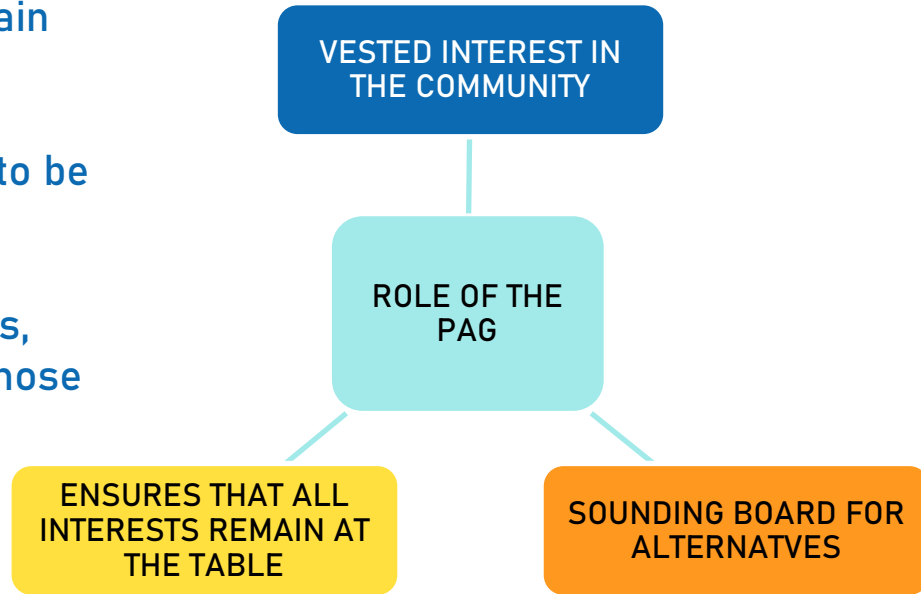 ain
to be
s,
hose
VESTED INTEREST IN
THE COMMUNITY
ROLE OF THE
PAG
ENSURES THAT ALL
INTERESTS REMAIN AT
THE TABLE
SOUNDING BOARD FOR
ALTERNATVES